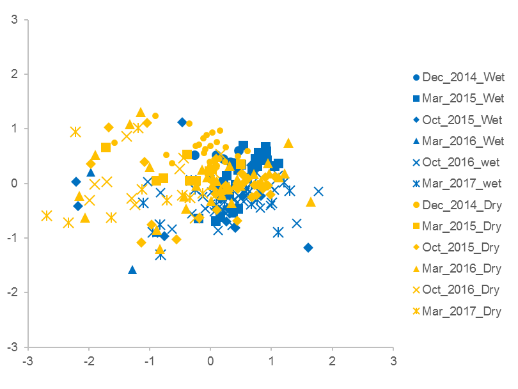 3
2
1
0
-1
-2
-3
-3 -2 -1 0 1 2 3
Dec_2014_Wet
Mar_2015_Wet
Oct_2015_Wet
Mar_2016_Wet
Oct_2016_wet
Mar_2017_wet
Dec_2014_Dry
Mar_2015_Dry
Oct_2015_Dry
Mar_2016_Dry
Oct_2016_Dry
Mar_2017_Dry